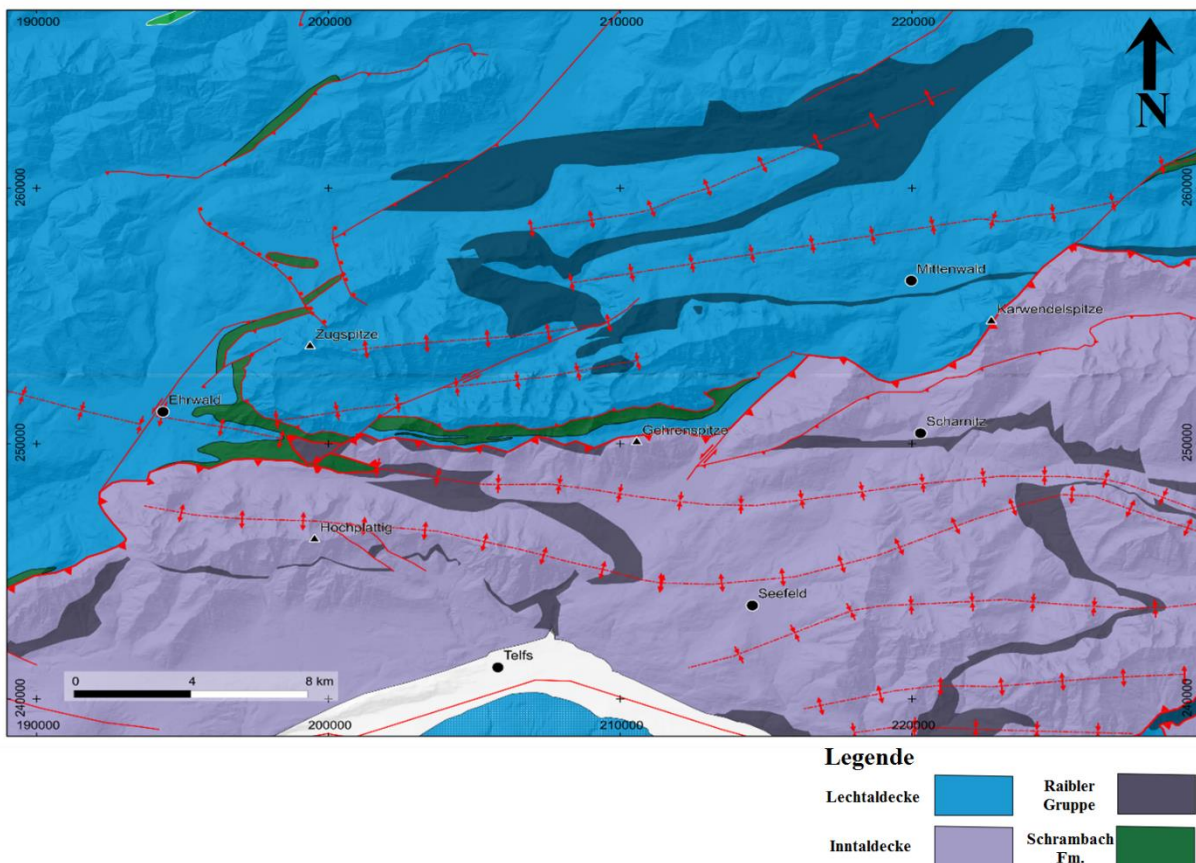 190000 200000 210000 220000
N
260000 260000
Mittenwald
Karwendelspitze
Zugspitze
Ehrwald
Gehrenspitze
Scharnitz
250000 250000
Hochplattig
Seefeld
Telfs
0 4 8 km
240000 240000
190000 200000 210000 220000
Legende
Lechtaldecke Raibler
Gruppe
Inntaldecke Schrambach
Fm.